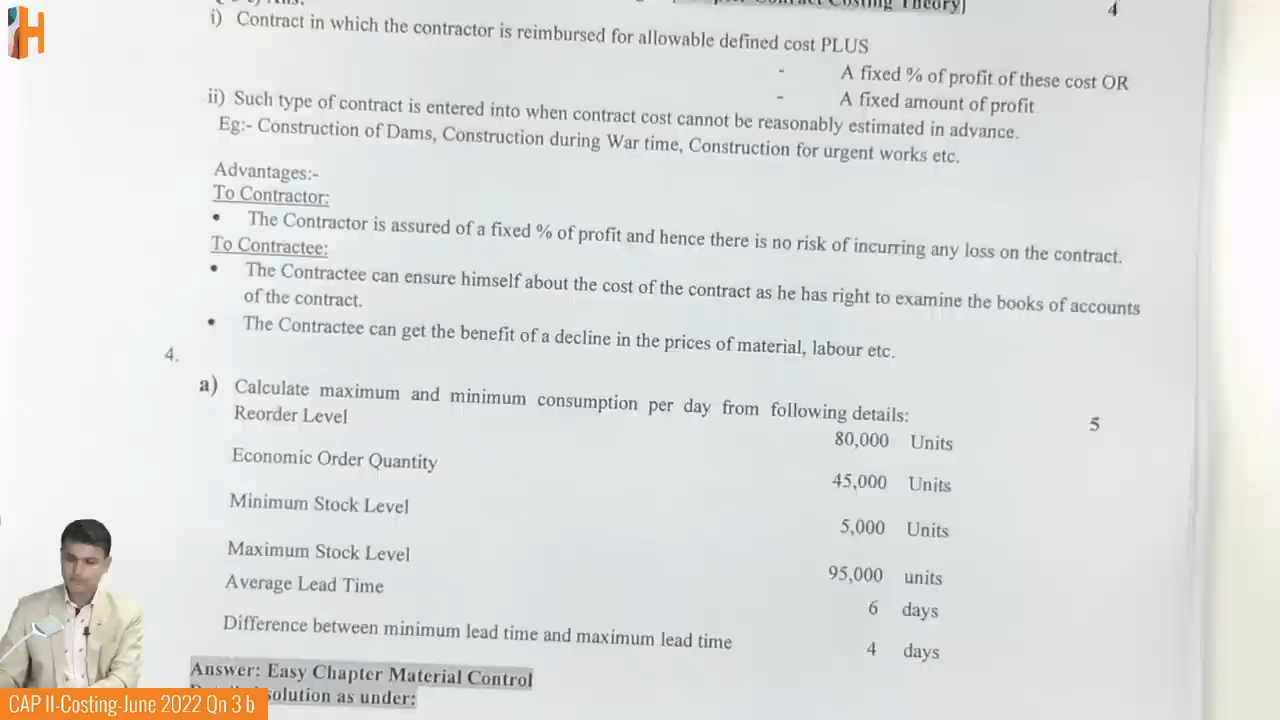 H
Costing Theory]
4
i) Contract in which the contractor is reimbursed for allowable defined cost PLUS
- A fixed % of profit of these cost OR
- A fixed amount of profit
ii) Such type of contract is entered into when contract cost cannot be reasonably estimated in advance.
Eg:- Construction of Dams, Construction during War time, Construction for urgent works etc.
Advantages:-
To Contractor:
• The Contractor is assured of a fixed % of profit and hence there is no risk of incurring any loss on the contract.
To Contractee:
• The Contractee can ensure himself about the cost of the contract as he has right to examine the books of accounts
of the contract.
• The Contractee can get the benefit of a decline in the prices of material, labour etc.
4.
a) Calculate maximum and minimum consumption per day from following details: 5
Reorder Level 80,000 Units
Economic Order Quantity 45,000 Units
Minimum Stock Level 5,000 Units
Maximum Stock Level 95,000 units
Average Lead Time 6 days
Difference between minimum lead time and maximum lead time 4 days
Answer: Easy Chapter Material Control
solution as under:
CAP II-Costing-June 2022 Qn 3 b